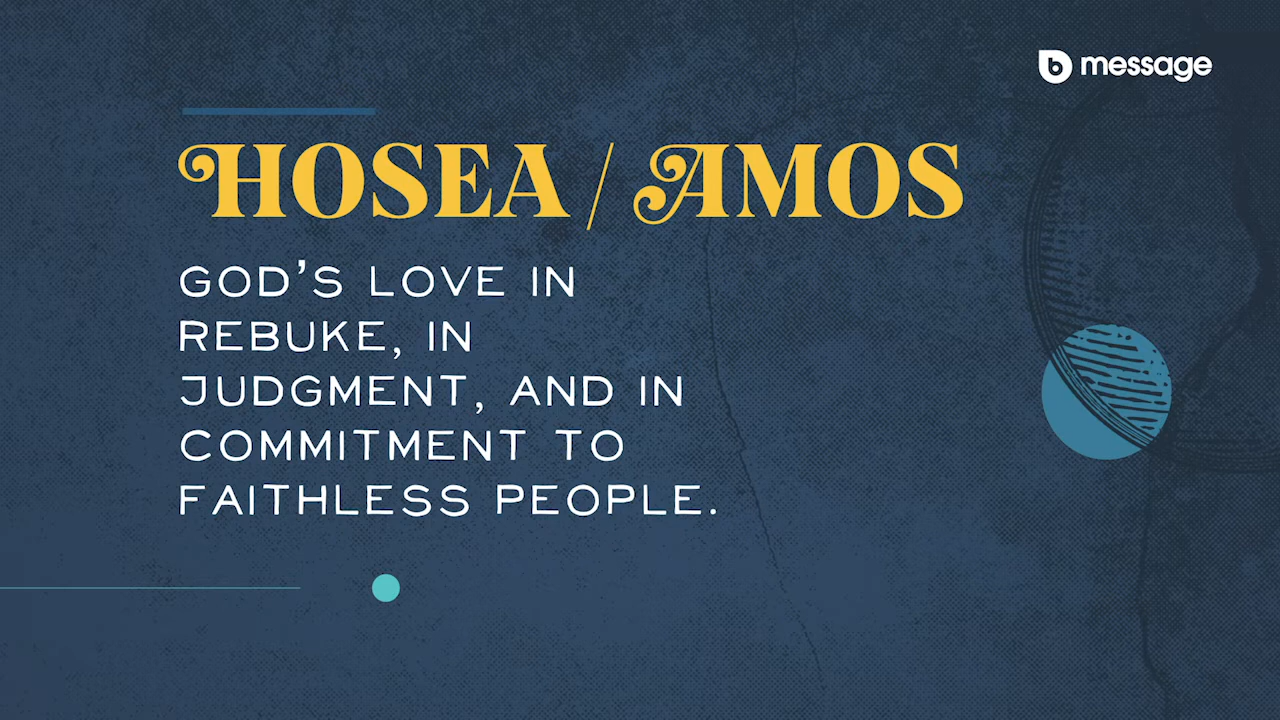 message
HOSEA / AMOS
GOD'S LOVE IN
REBUKE, IN
JUDGMENT, AND IN
COMMITMENT TO
FAITHLESS PEOPLE.